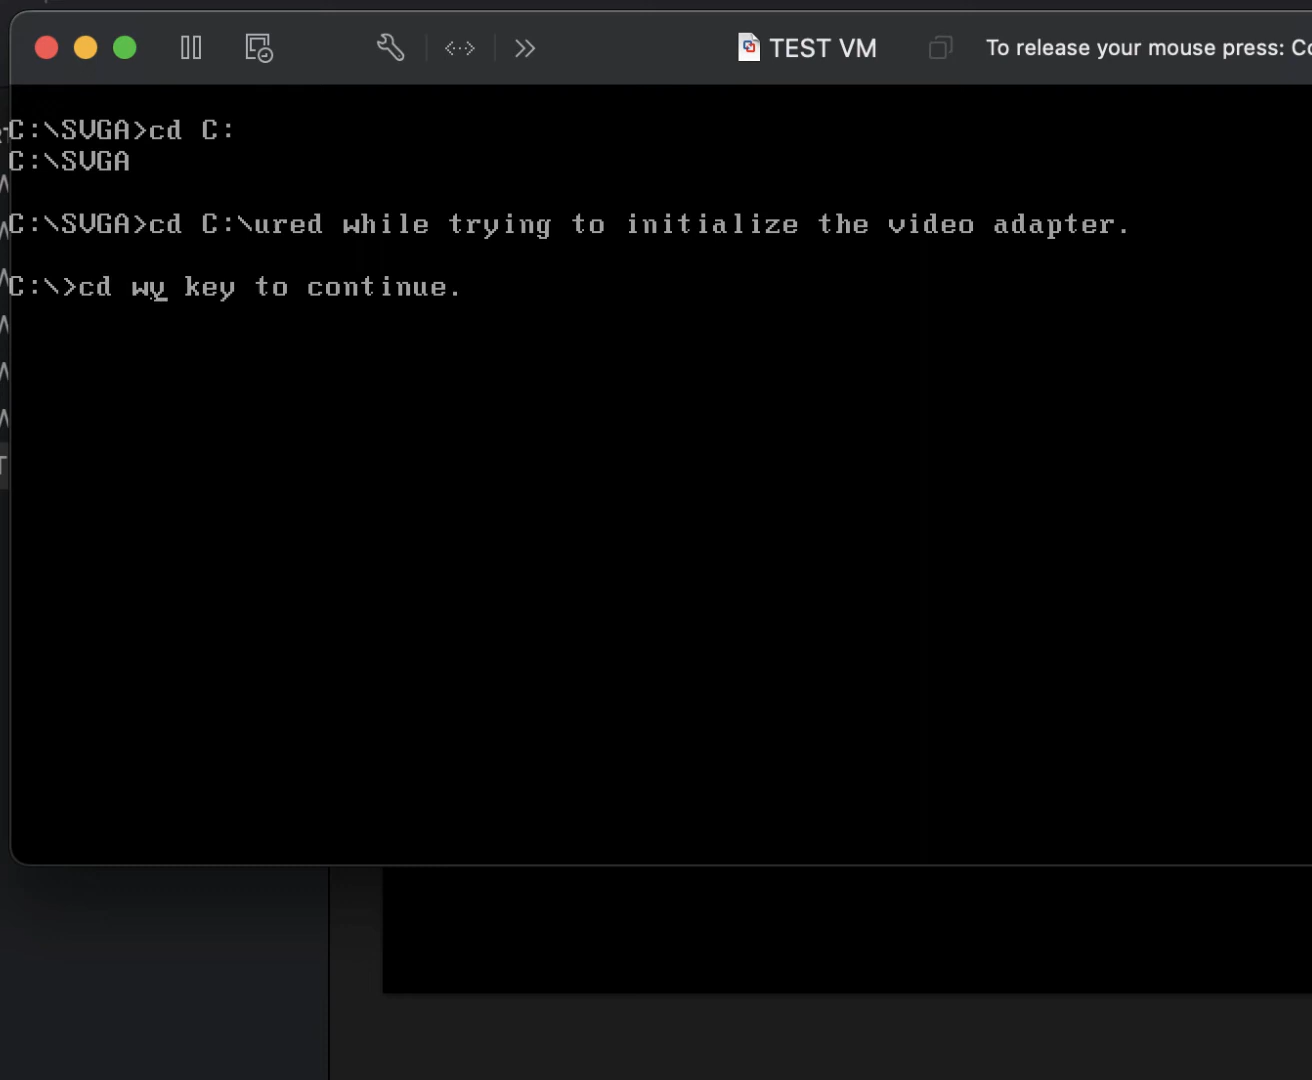 TEST VM
To release your mouse press: Co
C:\SVGA>cd C:
C:\SVGA
C:\SVGA>cd C:\ured while trying to initialize the video adapter.
C:\>cd wy key to continue.